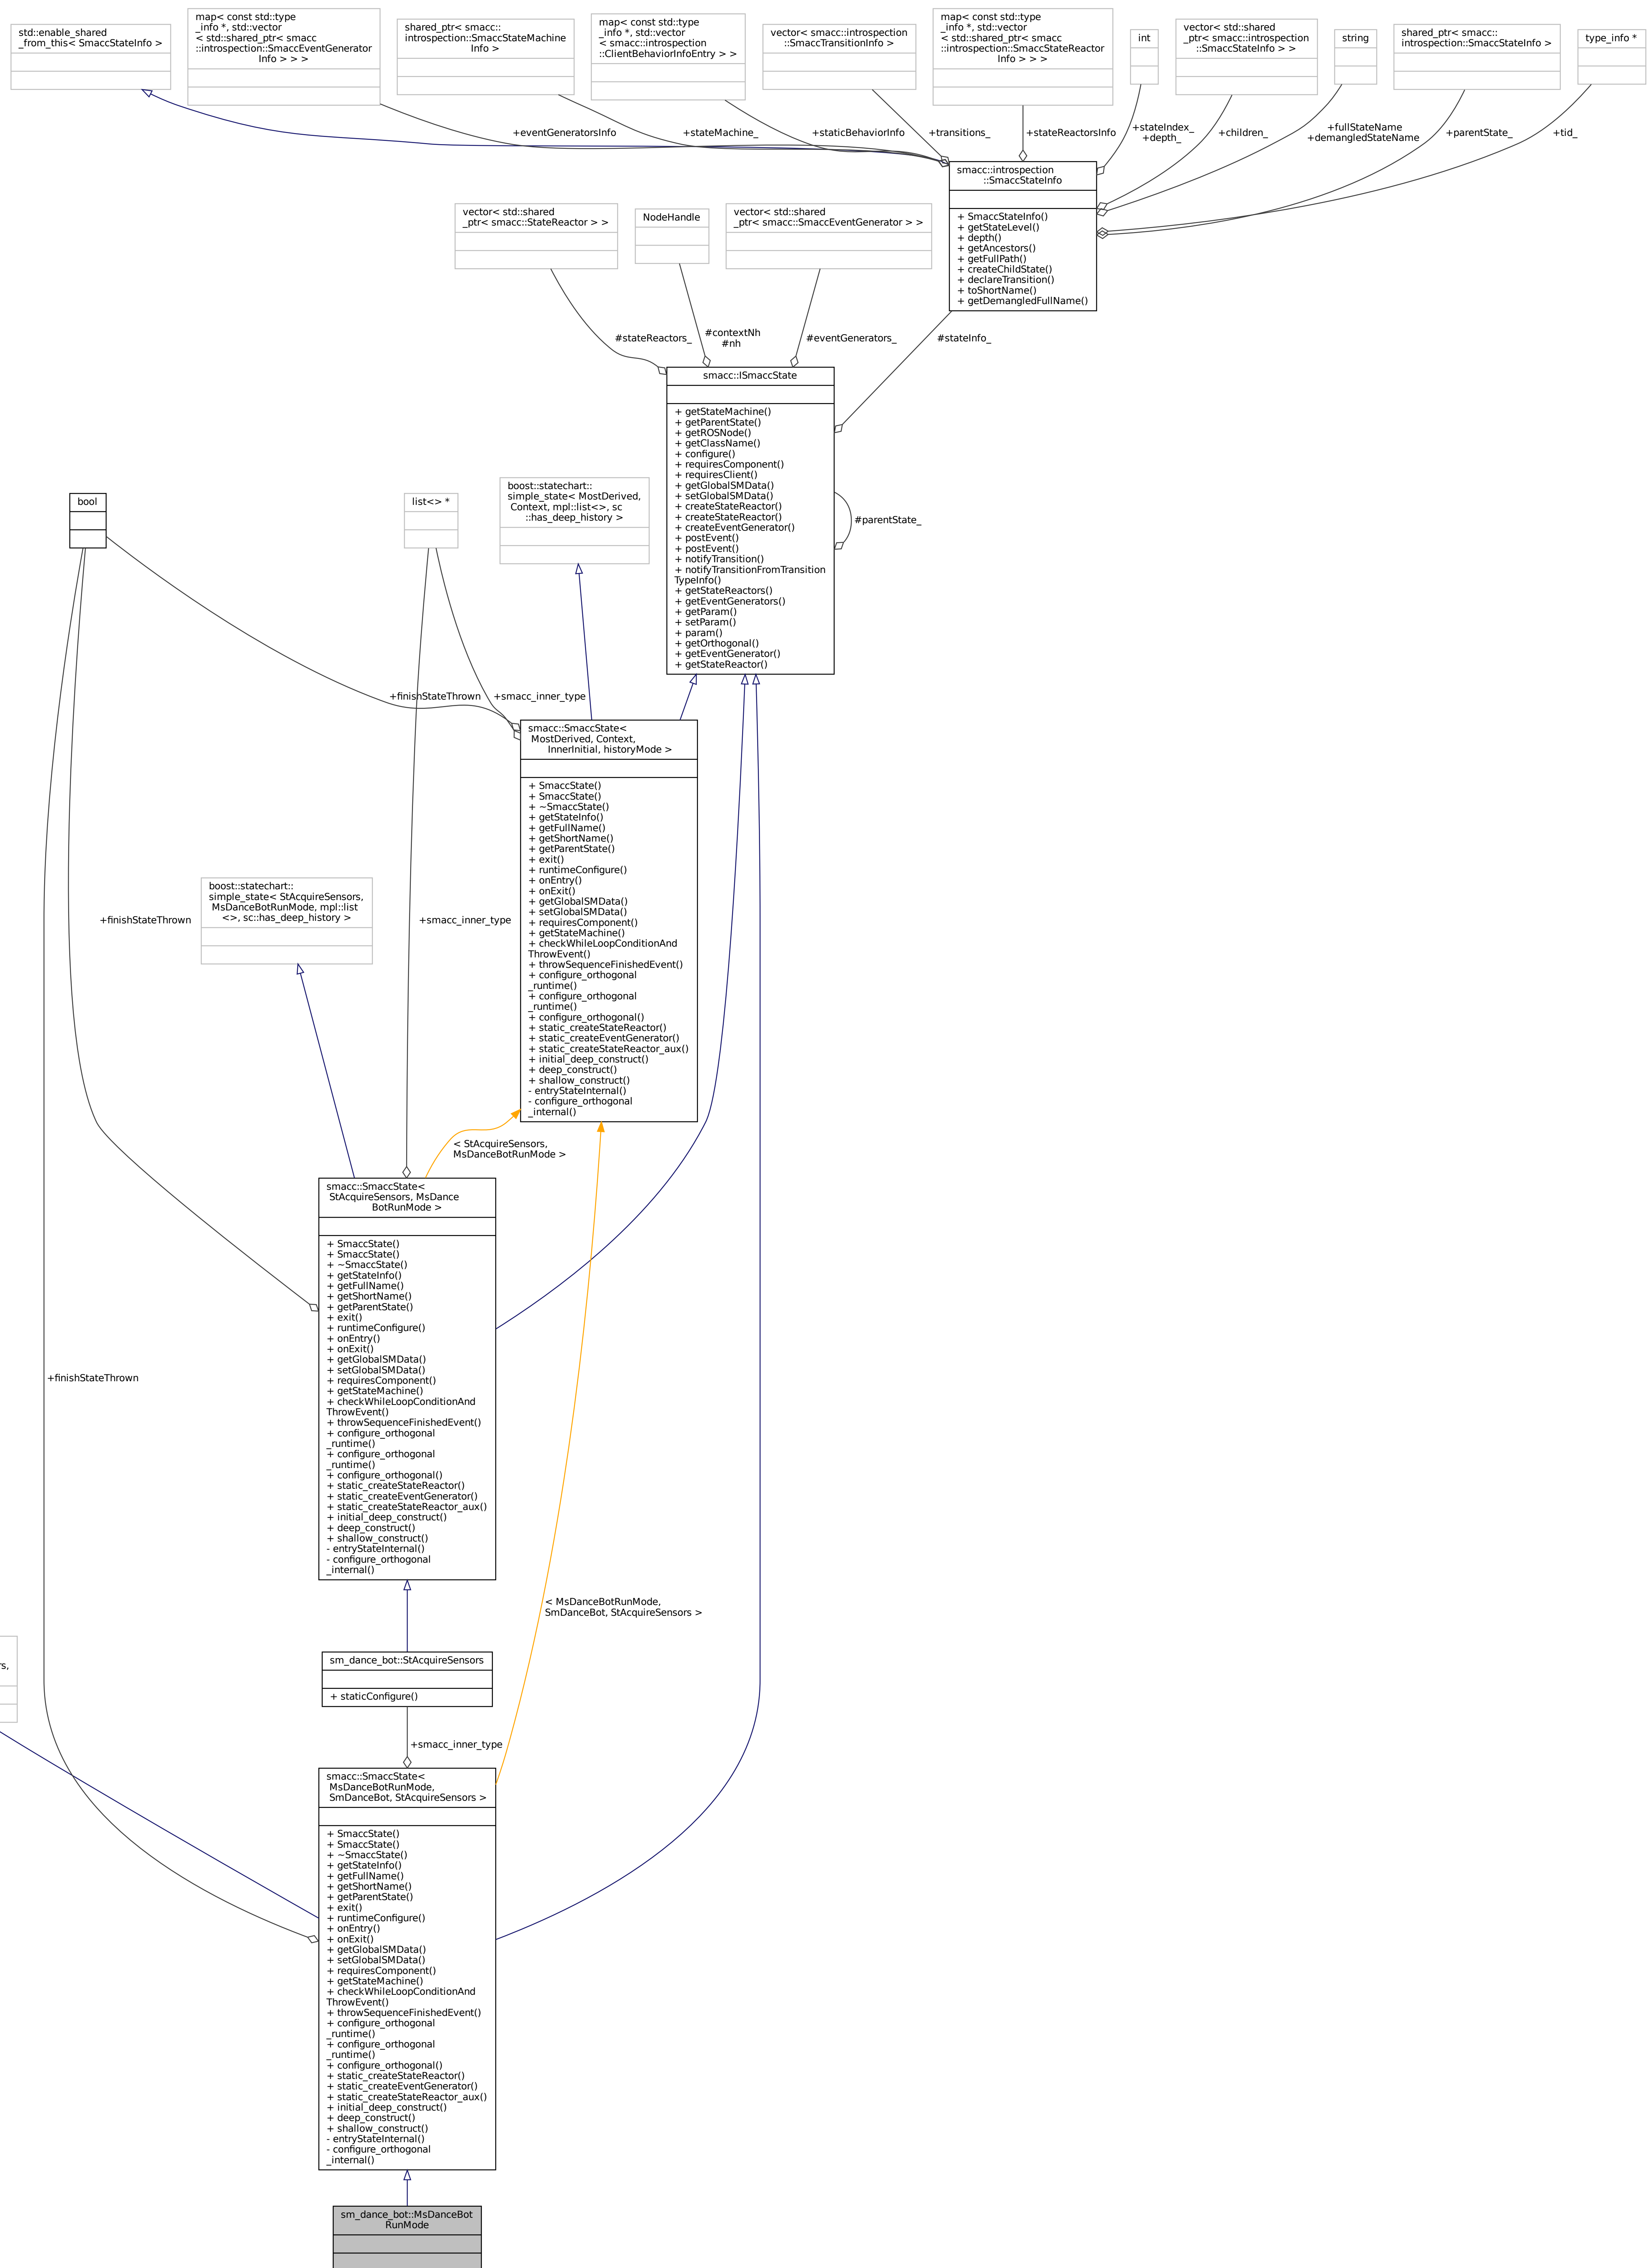 std::enable_shared
_from_this< SmaccStateInfo >
map< const std::type
_info *, std::vector
< std::shared_ptr< smacc
::introspection::SmaccEventGenerator
Info > > >
shared_ptr< smacc::
introspection::SmaccStateMachine
Info >
map< const std::type
_info *, std::vector
< smacc::introspection
::ClientBehaviorInfoEntry > >
vector< smacc::introspection
::SmaccTransitionInfo >
map< const std::type
_info *, std::vector
< std::shared_ptr< smacc
::introspection::SmaccStateReactor
Info > > >
int
vector< std::shared
_ptr< smacc::introspection
::SmaccStateInfo > >
string
shared_ptr< smacc::
introspection::SmaccStateInfo >
type_info *
+eventGeneratorsInfo
+stateMachine_
+staticBehaviorInfo
+transitions_
+stateReactorsInfo
+stateIndex_
+depth_
+children_
+fullStateName
+demangledStateName
+parentState_
+tid_
smacc::introspection
::SmaccStateInfo
+ SmaccStateInfo()
+ getStateLevel()
+ depth()
+ getAncestors()
+ getFullPath()
+ createChildState()
+ declareTransition()
+ toShortName()
+ getDemangledFullName()
vector< std::shared
_ptr< smacc::StateReactor > >
NodeHandle
vector< std::shared
_ptr< smacc::SmaccEventGenerator > >
#stateReactors_
#contextNh
#nh
#eventGenerators_
#stateInfo_
smacc::ISmaccState
+ getStateMachine()
+ getParentState()
+ getROSNode()
+ getClassName()
+ configure()
+ requiresComponent()
+ requiresClient()
+ getGlobalSMData()
+ setGlobalSMData()
+ createStateReactor()
+ createStateReactor()
+ createEventGenerator()
+ postEvent()
+ postEvent()
+ notifyTransition()
+ notifyTransitionFromTransition
TypeInfo()
+ getStateReactors()
+ getEventGenerators()
+ getParam()
+ setParam()
+ param()
+ getOrthogonal()
+ getEventGenerator()
+ getStateReactor()
#parentState_
bool
list<> *
boost::statechart::
simple_state< MostDerived,
Context, mpl::list<>, sc
::has_deep_history >
+finishStateThrown
+smacc_inner_type
smacc::SmaccState<
MostDerived, Context,
InnerInitial, historyMode >
+ SmaccState()
+ SmaccState()
+ ~SmaccState()
+ getStateInfo()
+ getFullName()
+ getShortName()
+ getParentState()
+ exit()
+ runtimeConfigure()
+ onEntry()
+ onExit()
+ getGlobalSMData()
+ setGlobalSMData()
+ requiresComponent()
+ getStateMachine()
+ checkWhileLoopConditionAnd
ThrowEvent()
+ throwSequenceFinishedEvent()
+ configure_orthogonal
_runtime()
+ configure_orthogonal
_runtime()
+ configure_orthogonal()
+ static_createStateReactor()
+ static_createEventGenerator()
+ static_createStateReactor_aux()
+ initial_deep_construct()
+ deep_construct()
+ shallow_construct()
- entryStateInternal()
- configure_orthogonal
_internal()
boost::statechart::
simple_state< StAcquireSensors,
MsDanceBotRunMode, mpl::list
<>, sc::has_deep_history >
+finishStateThrown
+smacc_inner_type
< StAcquireSensors,
MsDanceBotRunMode >
smacc::SmaccState<
StAcquireSensors, MsDance
BotRunMode >
+ SmaccState()
+ SmaccState()
+ ~SmaccState()
+ getStateInfo()
+ getFullName()
+ getShortName()
+ getParentState()
+ exit()
+ runtimeConfigure()
+ onEntry()
+ onExit()
+ getGlobalSMData()
+ setGlobalSMData()
+ requiresComponent()
+ getStateMachine()
+ checkWhileLoopConditionAnd
ThrowEvent()
+ throwSequenceFinishedEvent()
+ configure_orthogonal
_runtime()
+ configure_orthogonal
_runtime()
+ configure_orthogonal()
+ static_createStateReactor()
+ static_createEventGenerator()
+ static_createStateReactor_aux()
+ initial_deep_construct()
+ deep_construct()
+ shallow_construct()
- entryStateInternal()
- configure_orthogonal
_internal()
+finishStateThrown
< MsDanceBotRunMode,
SmDanceBot, StAcquireSensors >
rs,
sm_dance_bot::StAcquireSensors
+ staticConfigure()
+smacc_inner_type
smacc::SmaccState<
MsDanceBotRunMode,
SmDanceBot, StAcquireSensors >
+ SmaccState()
+ SmaccState()
+ ~SmaccState()
+ getStateInfo()
+ getFullName()
+ getShortName()
+ getParentState()
+ exit()
+ runtimeConfigure()
+ onEntry()
+ onExit()
+ getGlobalSMData()
+ setGlobalSMData()
+ requiresComponent()
+ getStateMachine()
+ checkWhileLoopConditionAnd
ThrowEvent()
+ throwSequenceFinishedEvent()
+ configure_orthogonal
_runtime()
+ configure_orthogonal
_runtime()
+ configure_orthogonal()
+ static_createStateReactor()
+ static_createEventGenerator()
+ static_createStateReactor_aux()
+ initial_deep_construct()
+ deep_construct()
+ shallow_construct()
- entryStateInternal()
- configure_orthogonal
_internal()
sm_dance_bot::MsDanceBot
RunMode